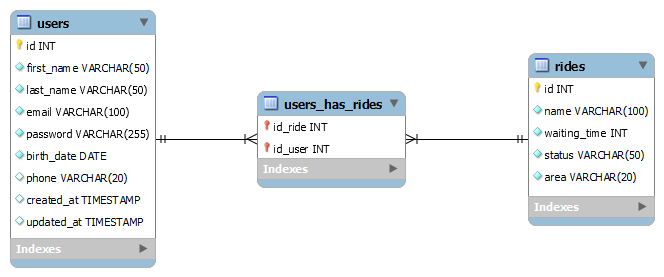 users
id INT
first_name VARCHAR(50)
last_name VARCHAR(50)
email VARCHAR(100)
password VARCHAR(255)
birth_date DATE
phone VARCHAR(20)
created_at TIMESTAMP
updated_at TIMESTAMP
Indexes
users_has_rides
id_ride INT
id_user INT
Indexes
rides
id INT
name VARCHAR(100)
waiting_time INT
status VARCHAR(50)
area VARCHAR(20)
Indexes